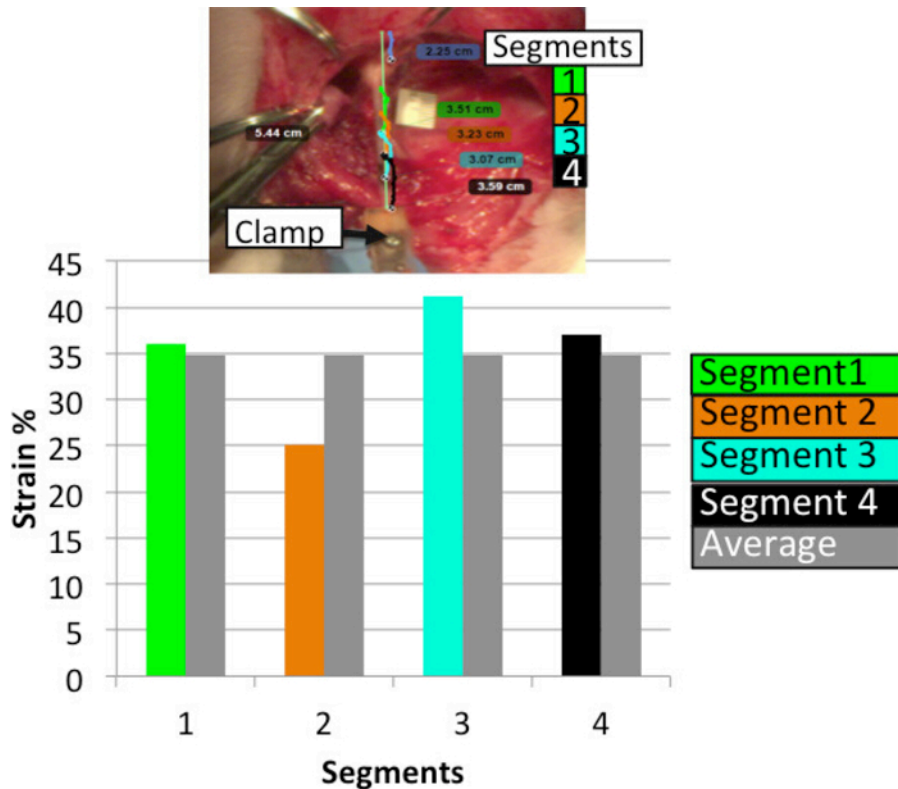 2.25 cm
Segments
1
2
3
4
3.51 cm
5.44 cm
3.23 cm
3.07 cm
3.59 cm
Clamp
45
40
35
30
25
20
15
10
5
0
Strain %
1
2
3
4
Segments
Segment1
Segment 2
Segment 3
Segment 4
Average